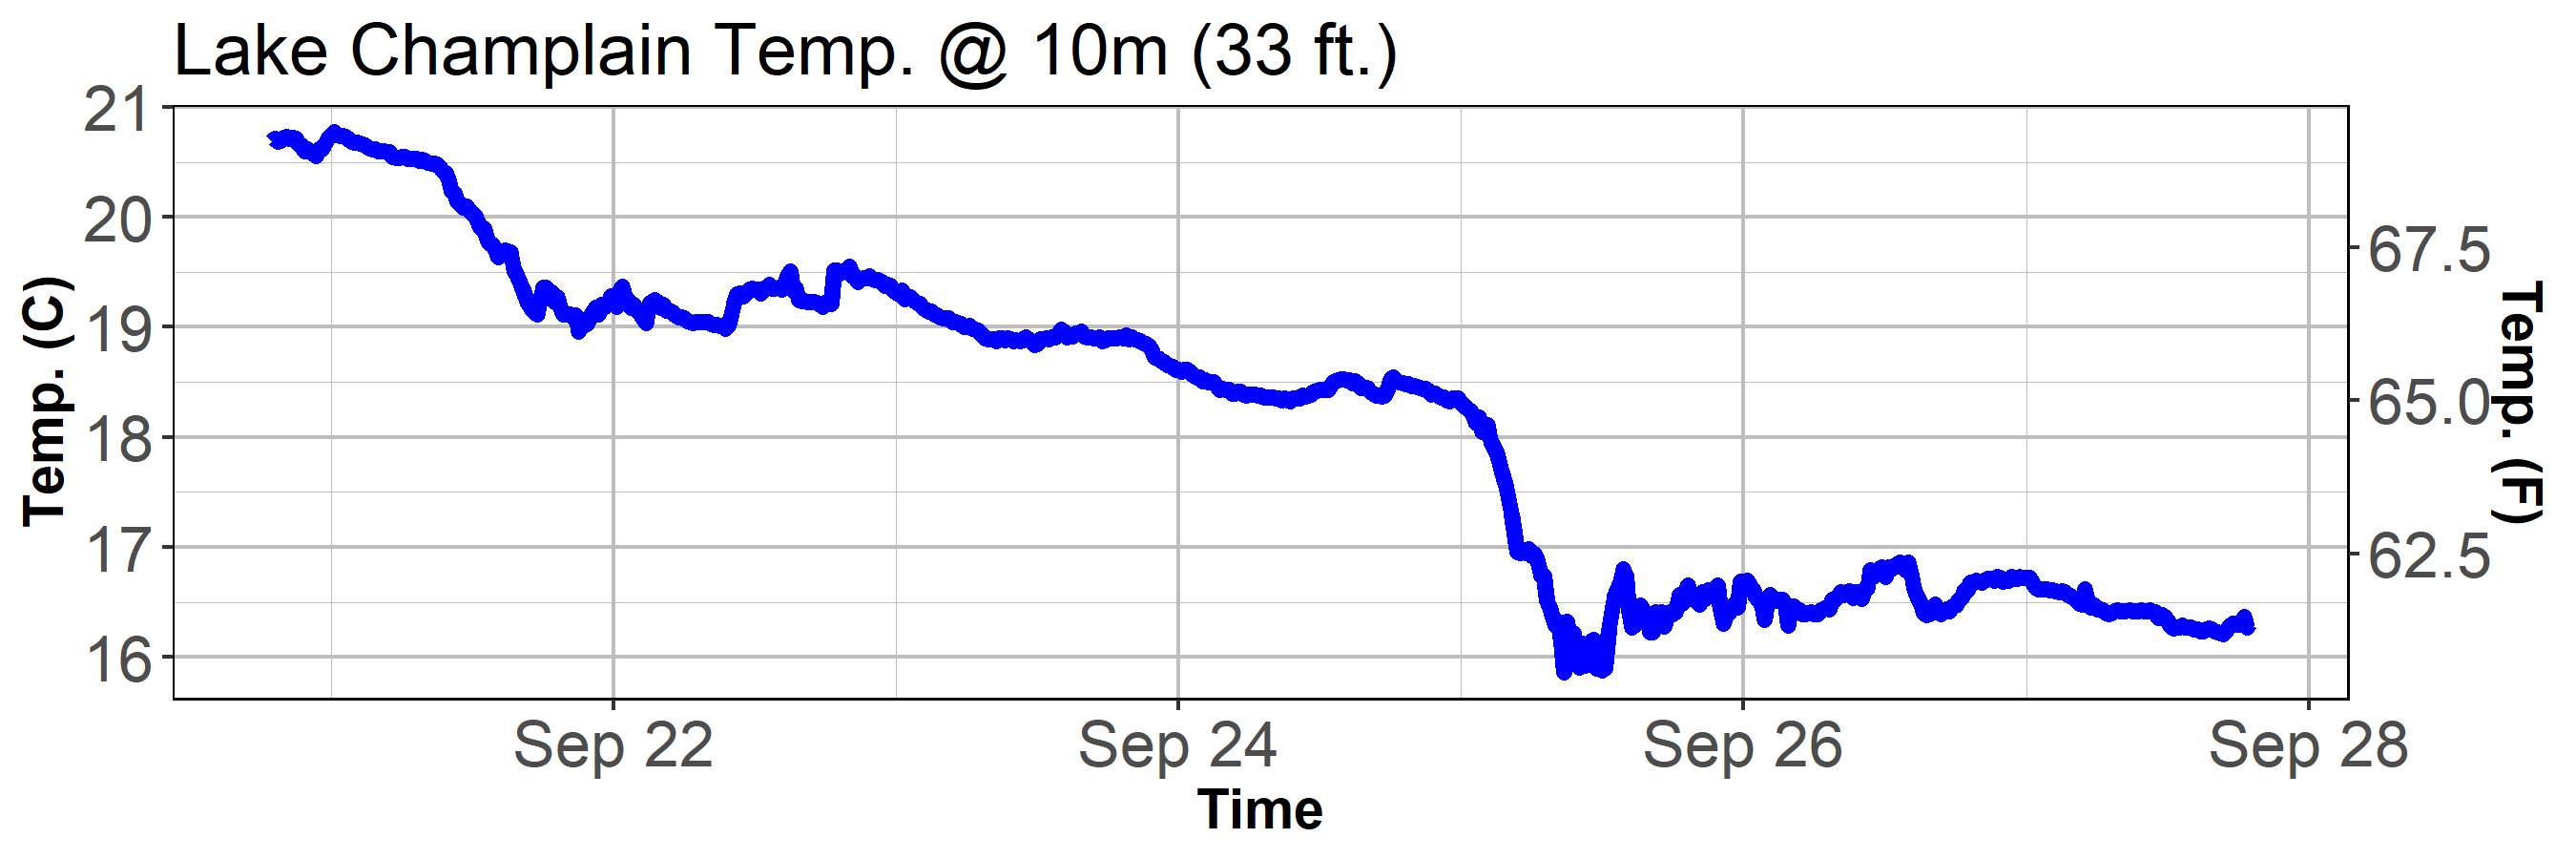 Lake Champlain Temp. @ 10m (33 ft.)
21
20
19
18
17
16
Temp. (C)
67.5
65.0
62.5
Temp. (F)
Sep 22 Sep 24 Sep 26 Sep 28
Time